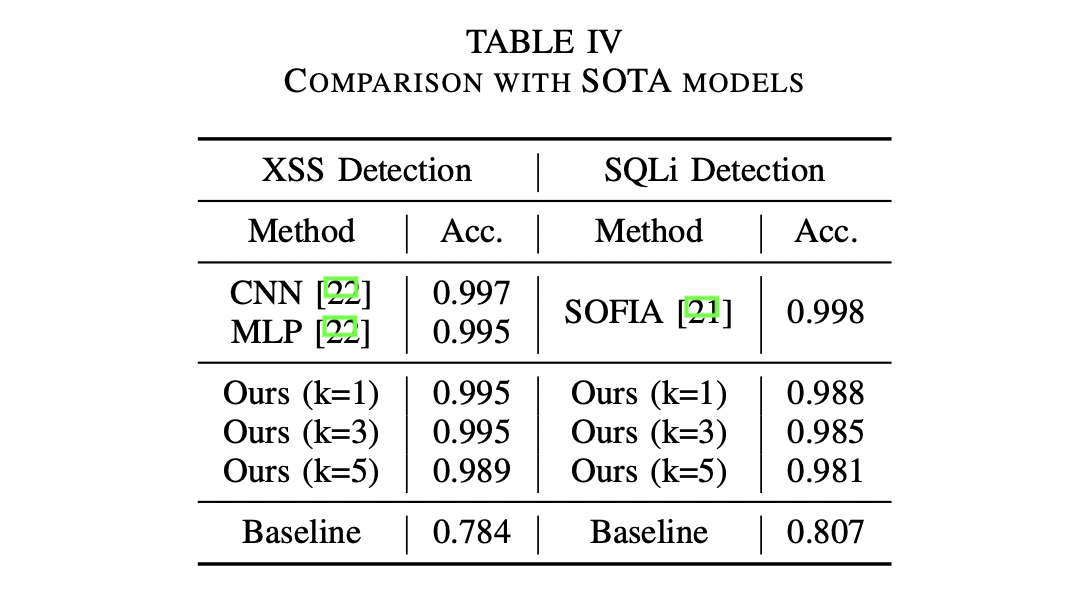 TABLE IV
COMPARISON WITH SOTA MODELS
XSS Detection SQLi Detection
Method Acc. Method Acc.
CNN [22] 0.997
SOFIA [21] 0.998
MLP [22] 0.995
Ours (k=1) 0.995 Ours (k=1) 0.988
Ours (k=3) 0.995 Ours (k=3) 0.985
Ours (k=5) 0.989 Ours (k=5) 0.981
Baseline 0.784 Baseline 0.807